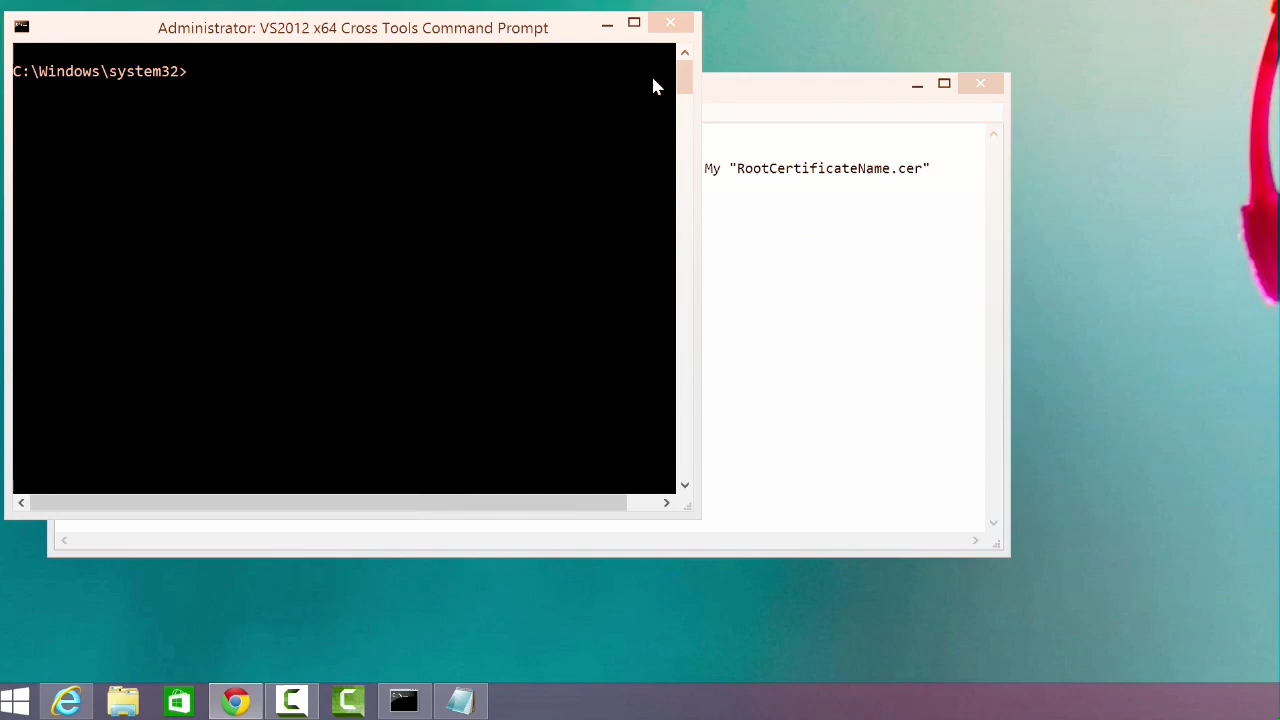 Administrator: VS2012 x64 Cross Tools Command Prompt
C:\Windows\system32>
My "RootCertificateName.cer"